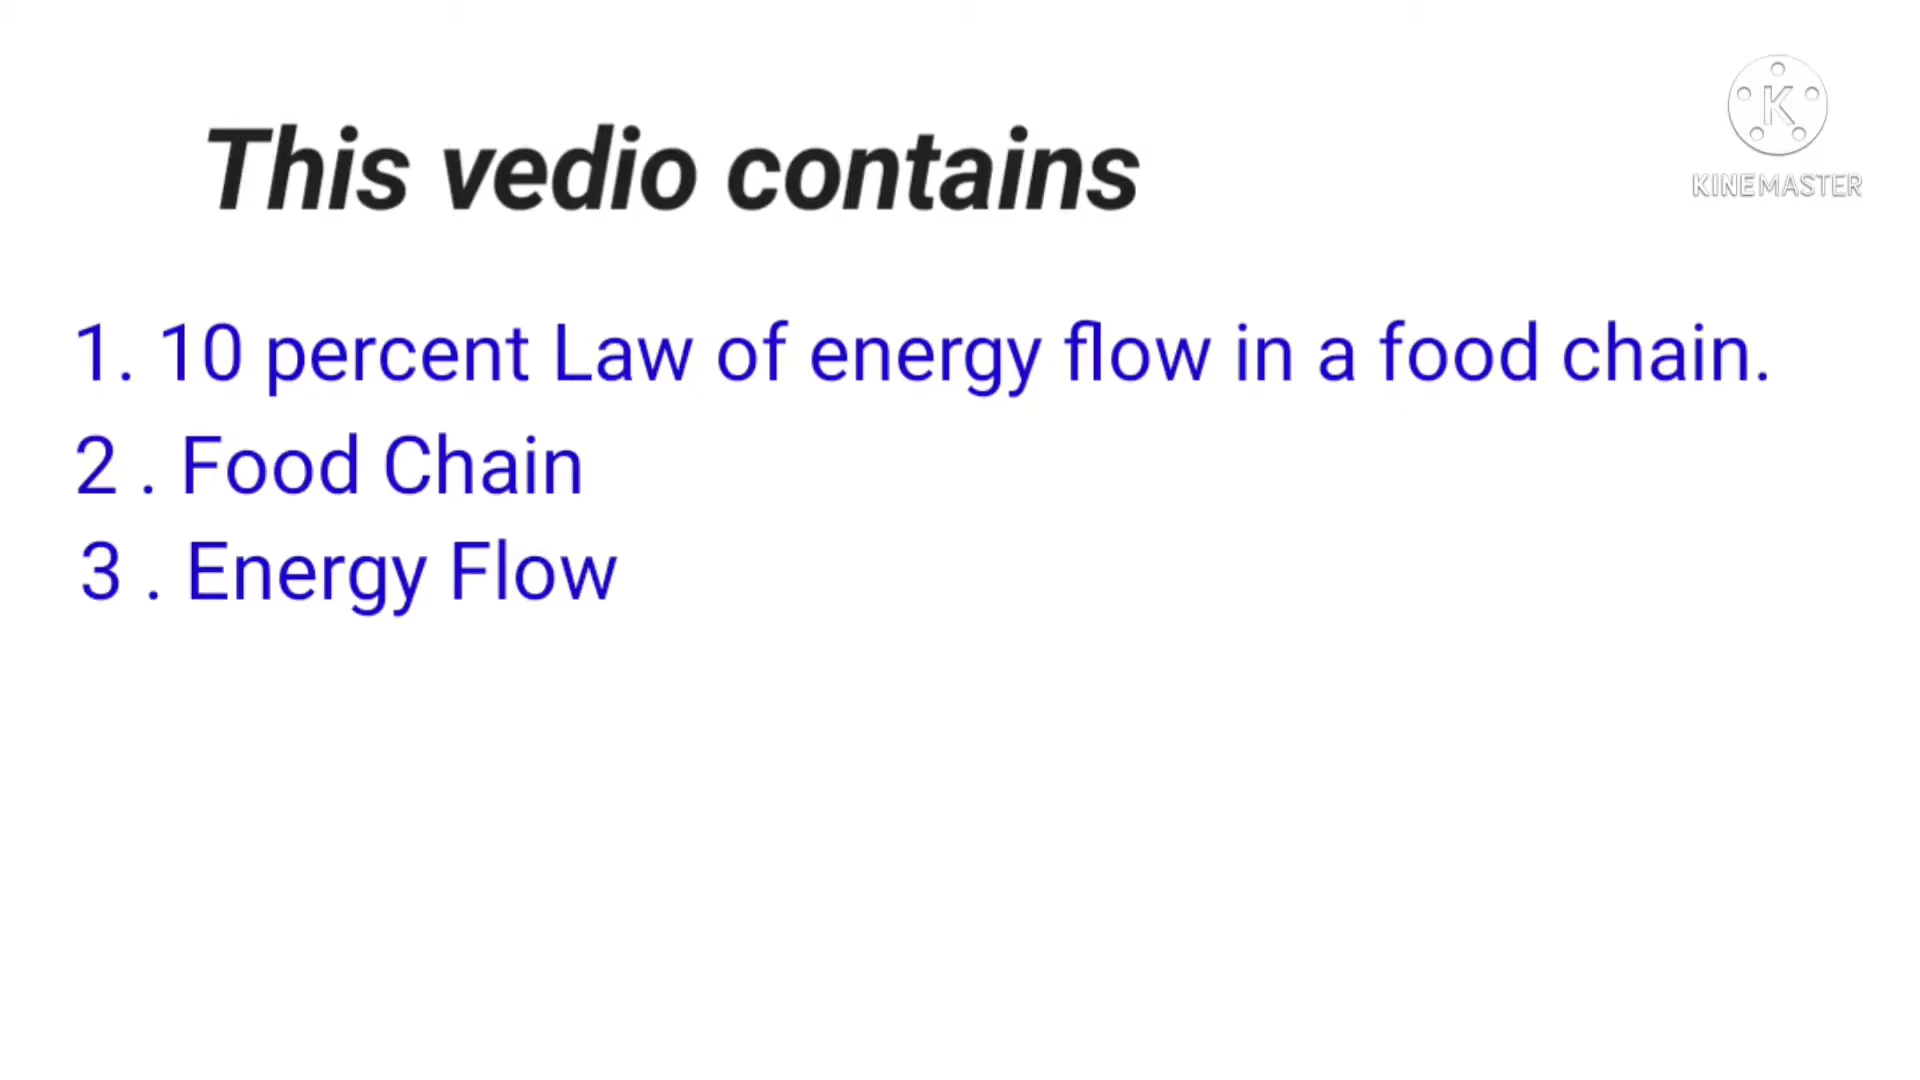 This vedio contains
KINEMASTER
1. 10 percent Law of energy flow in a food chain.
2 . Food Chain
3 . Energy Flow